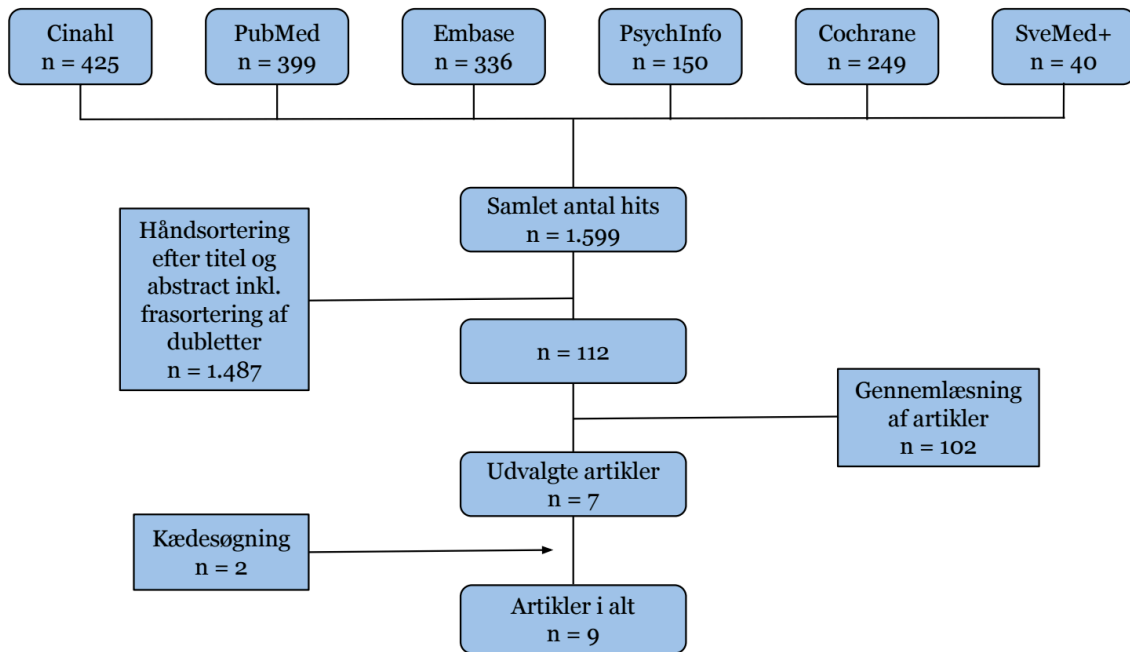 Cinahl
n = 425
PubMed
n = 399
Embase
n = 336
PsychInfo
n = 150
Cochrane
n = 249
SveMed+
n = 40
Samlet antal hits
n = 1.599
Håndsortering
efter titel og
abstract inkl.
frasortering af
dubletter
n = 1.487
n = 112
Gennemlæsning
af artikler
n = 102
Udvalgte artikler
n = 7
Kædesøgning
n = 2
Artikler i alt
n = 9